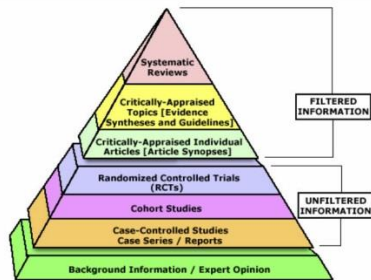 Systematic
Reviews
Critically-Appraised
Topics [Evidence
Syntheses and Guidelines]
Critically-Appraised Individual
Articles [Article Synopses]
FILTERED
INFORMATION
Randomized Controlled Trials
(RCTs)
Cohort Studies
UNFILTERED
INFORMATION
Case-Controlled Studies
Case Series / Reports
Background Information / Expert Opinion